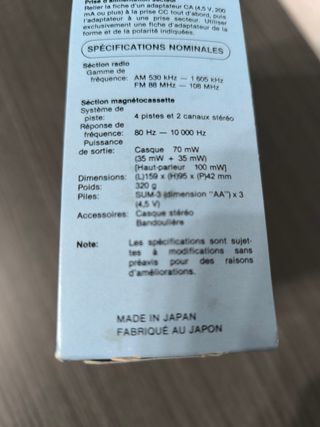 Prise d'alimentation secteur
Relier la fiche d'un adaptateur CA (4,5 V, 200
mA ou plus) à la prise CC tout d'abord, puis
l'adaptateur à une prise secteur. Utiliser
exclusivement une fiche d'adaptateur de la
forme et de la polarité indiquées.
SPÉCIFICATIONS NOMINALES
Séction radio
Gamme de
fréquence: AM 530 kHz — 1 605 kHz
FM 88 MHz — 108 MHz
Séction magnétocassette
Système de
piste: 4 pistes et 2 canaux stéréo
Réponse de
fréquence: 80 Hz — 10 000 Hz
Puissance
de sortie: Casque 70 mW
(35 mW + 35 mW)
[Haut-parleur 100 mW]
Dimensions: (L)159 × (H)95 × (P)42 mm
Poids: 320 g
Piles: SUM-3 (dimension "AA") × 3
(4,5 V)
Accessoires: Casque stéréo
Bandoulière
Note: Les spécifications sont sujet-
tes à modifications sans
préavis pour des raisons
d'améliorations.
MADE IN JAPAN
FABRIQUÉ AU JAPON